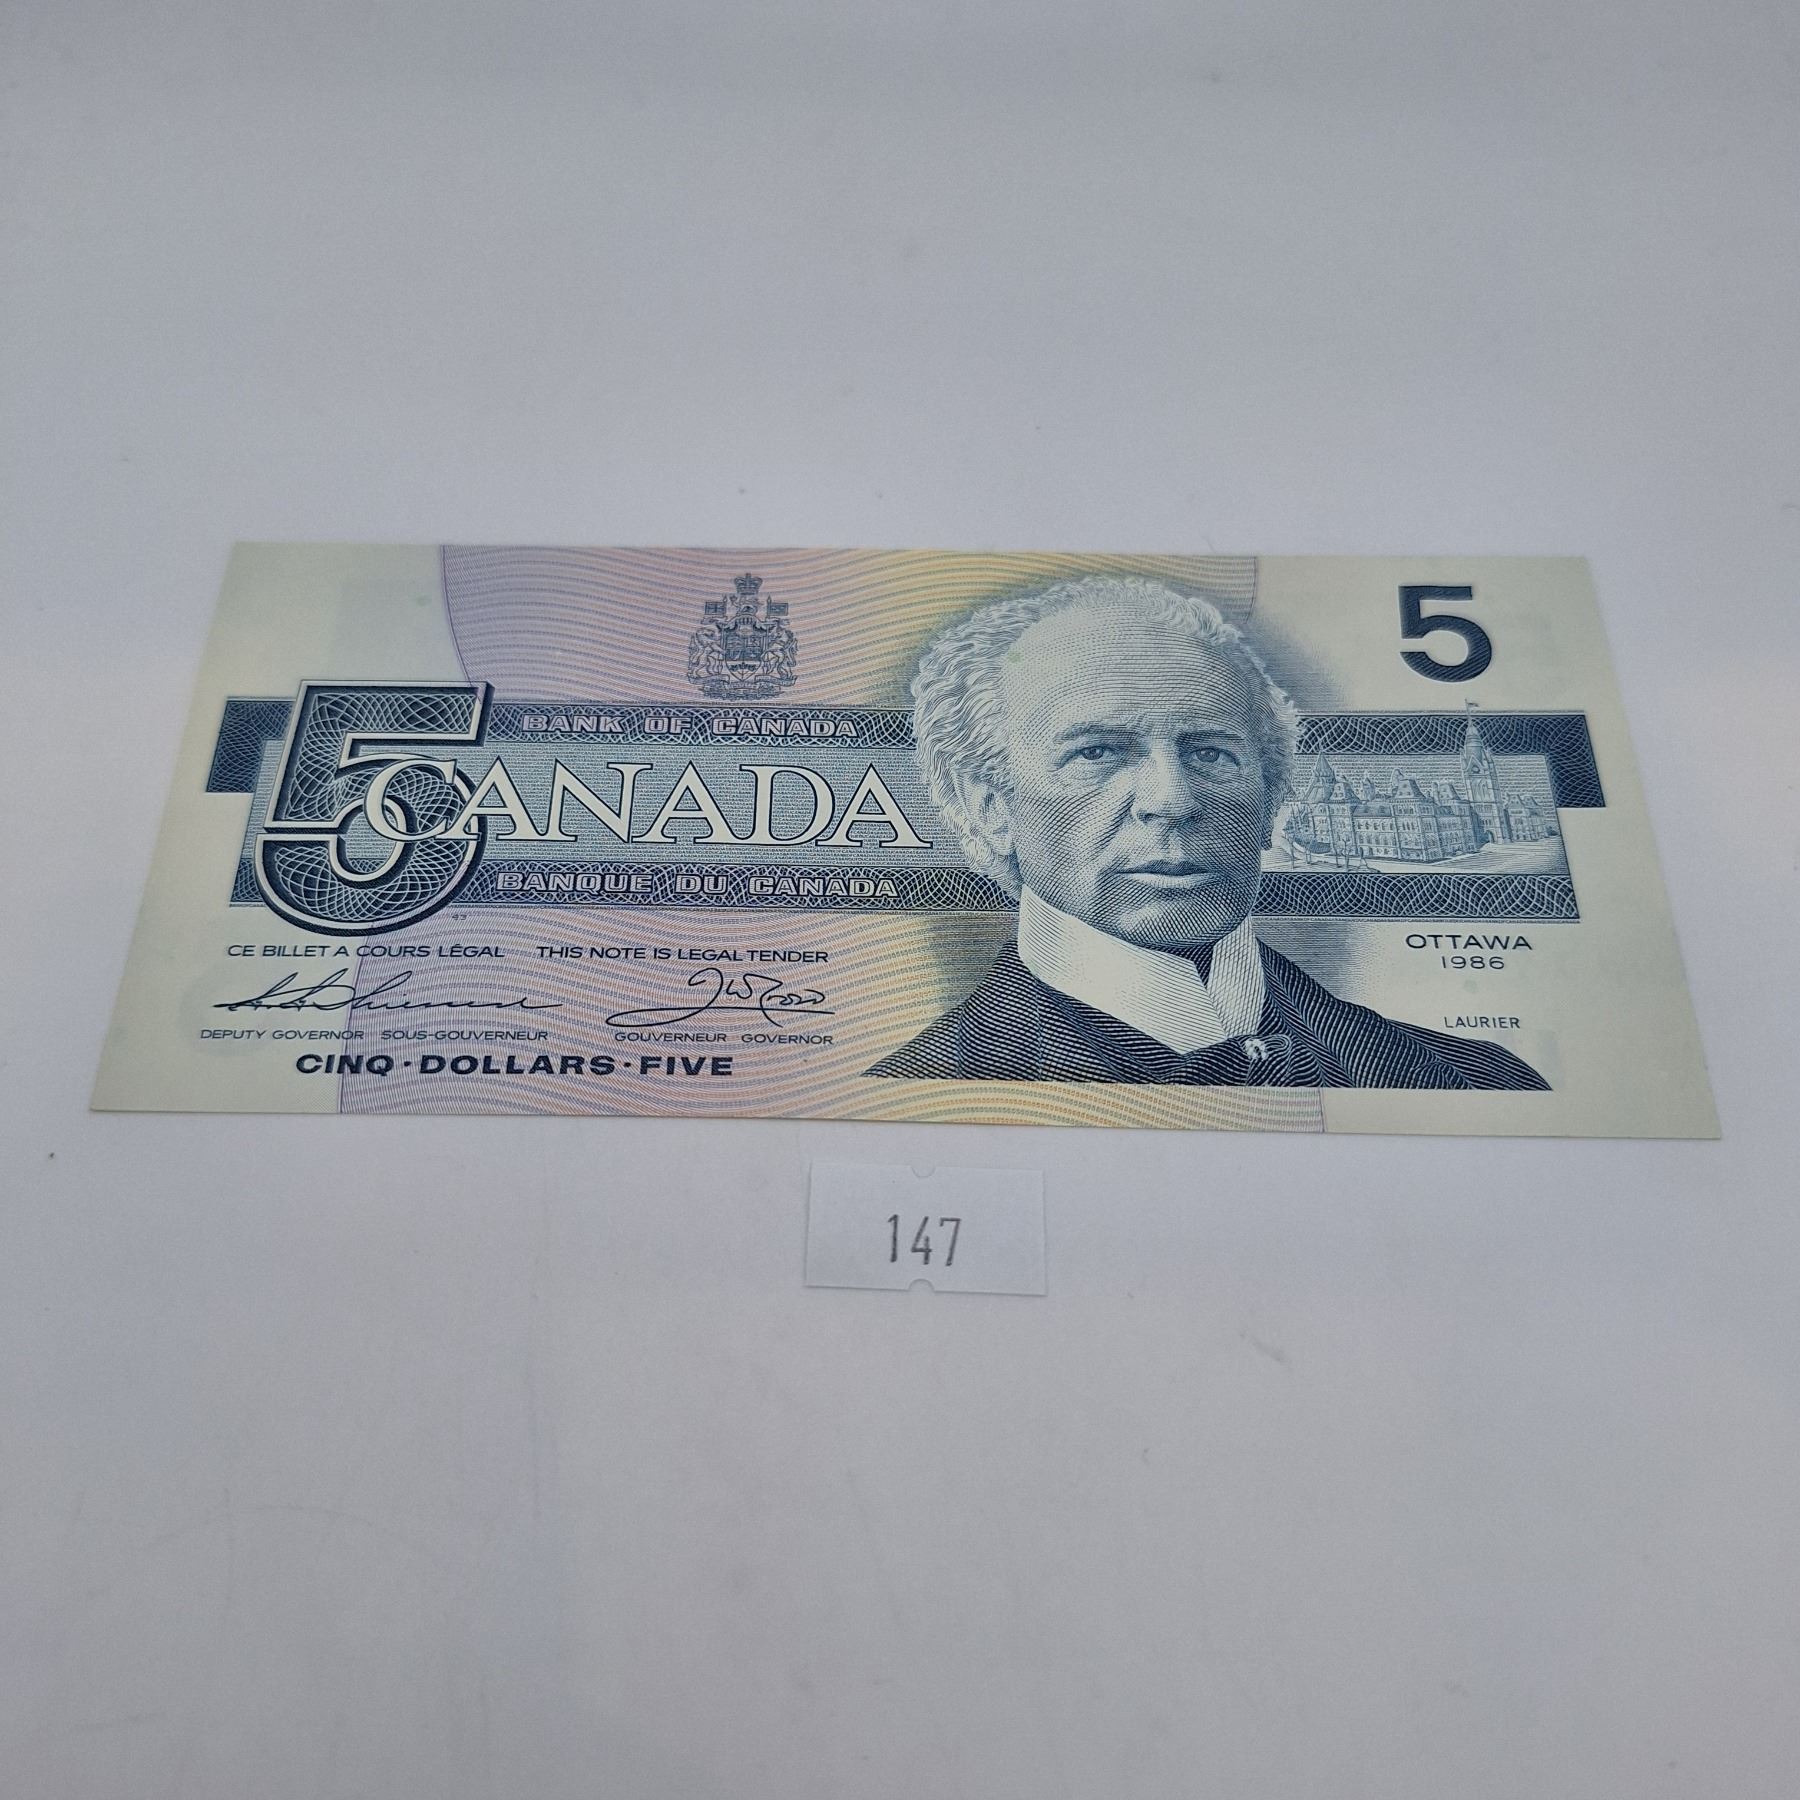 5
BANK OF CANADA
5 CANADA
BANQUE DU CANADA
CE BILLET A COURS LÉGAL THIS NOTE IS LEGAL TENDER
OTTAWA
1986
DEPUTY GOVERNOR SOUS-GOUVERNEUR GOUVERNEUR GOVERNOR
LAURIER
CINQ·DOLLARS·FIVE
147